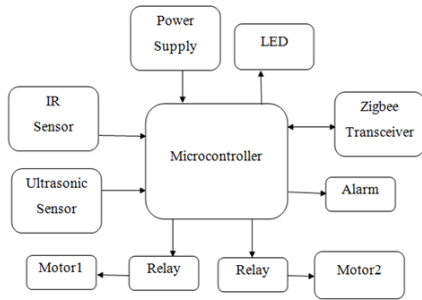 Power
Supply
LED
IR
Sensor
Zigbee
Transceiver
Microcontroller
Ultrasonic
Sensor
Alarm
Motor1
Relay
Relay
Motor2